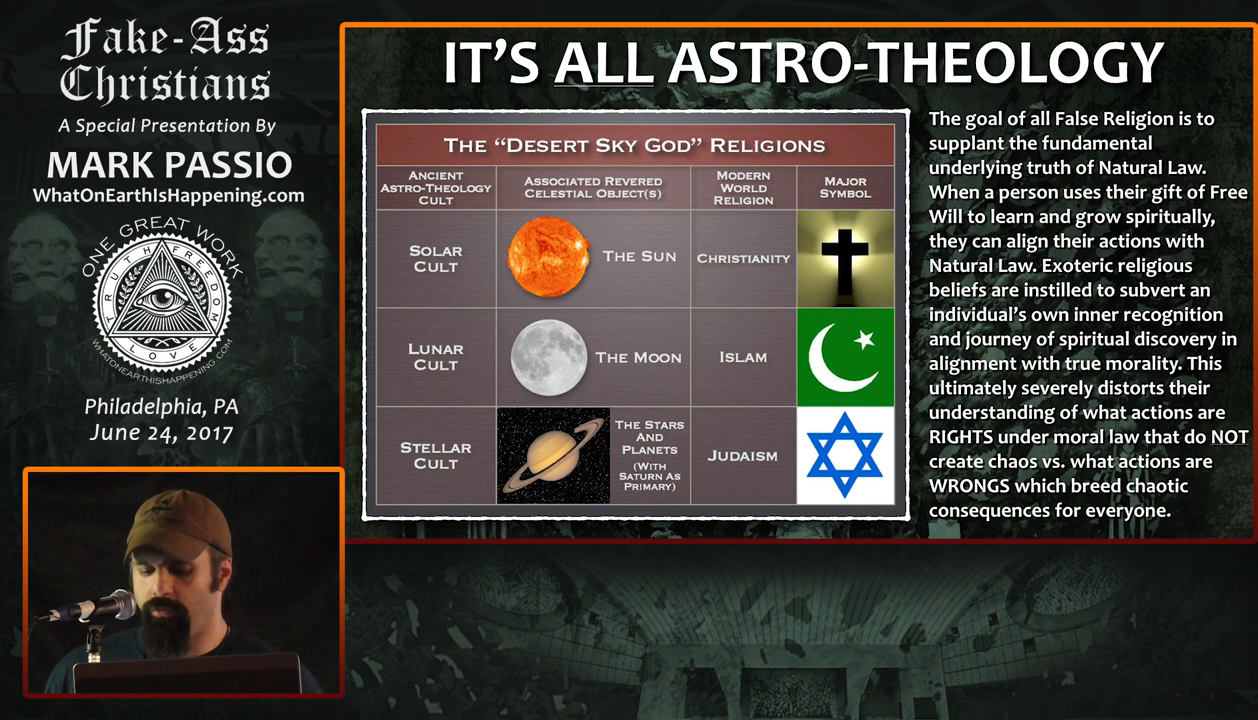 Fake-Ass
Christians
A Special Presentation By
MARK PASSIO
WhatOnEarthIsHappening.com
ONE GREAT WORK
TRUTH FREEDOM
LOVE
WHATONEARTHISHAPPENING.COM
Philadelphia, PA
June 24, 2017
IT'S ALL ASTRO-THEOLOGY
THE “DESERT SKY GOD” RELIGIONS
ANCIENT
ASTRO-THEOLOGY
CULT
ASSOCIATED REVERED
CELESTIAL OBJECT(S)
MODERN
WORLD
RELIGION
MAJOR
SYMBOL
SOLAR
CULT
THE SUN
CHRISTIANITY
LUNAR
CULT
THE MOON
ISLAM
STELLAR
CULT
THE STARS
AND
PLANETS
(WITH
SATURN AS
PRIMARY)
JUDAISM
The goal of all False Religion is to
supplant the fundamental
underlying truth of Natural Law.
When a person uses their gift of Free
Will to learn and grow spiritually,
they can align their actions with
Natural Law. Exoteric religious
beliefs are instilled to subvert an
individual's own inner recognition
and journey of spiritual discovery in
alignment with true morality. This
ultimately severely distorts their
understanding of what actions are
RIGHTS under moral law that do NOT
create chaos vs. what actions are
WRONGS which breed chaotic
consequences for everyone.